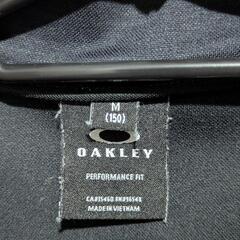 M
(150)
OAKLEY
PERFORMANCE FIT
MADE IN VIETNAM